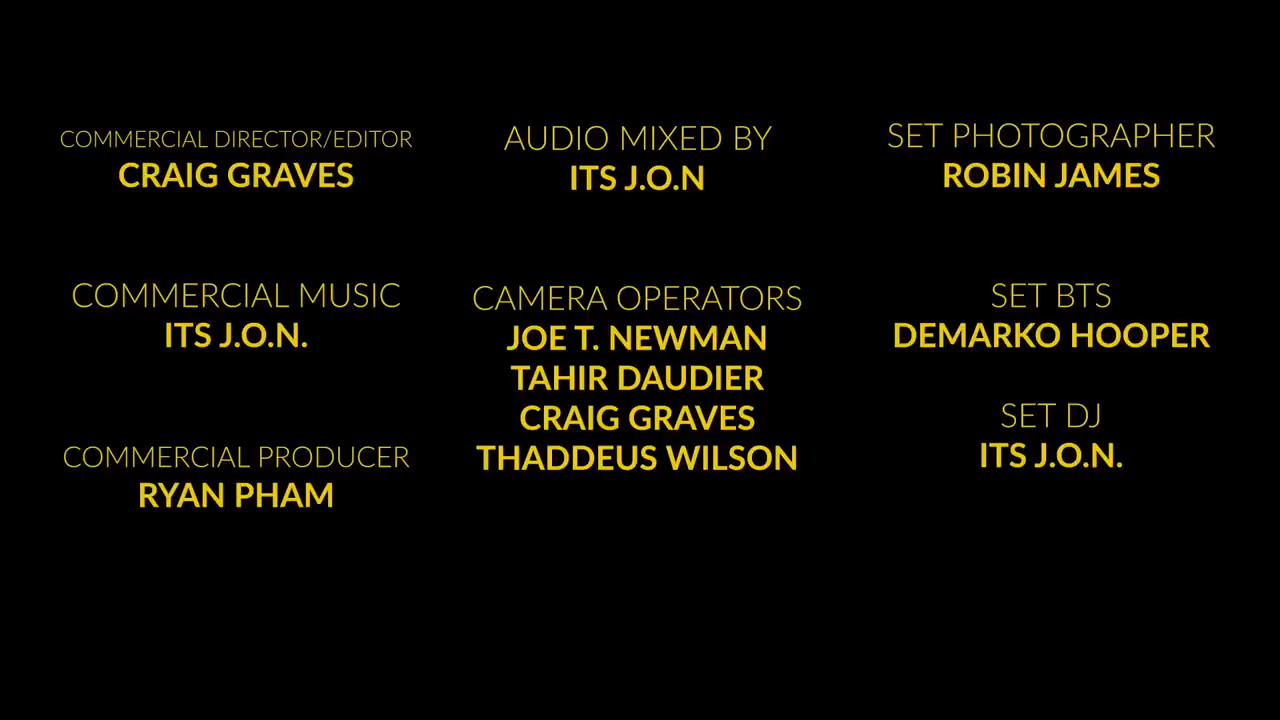 COMMERCIAL DIRECTOR/EDITOR
CRAIG GRAVES
COMMERCIAL MUSIC
ITS J.O.N.
COMMERCIAL PRODUCER
RYAN PHAM
AUDIO MIXED BY
ITS J.O.N
CAMERA OPERATORS
JOE T. NEWMAN
TAHIR DAUDIER
CRAIG GRAVES
THADDEUS WILSON
SET PHOTOGRAPHER
ROBIN JAMES
SET BTS
DEMARKO HOOPER
SET DJ
ITS J.O.N.